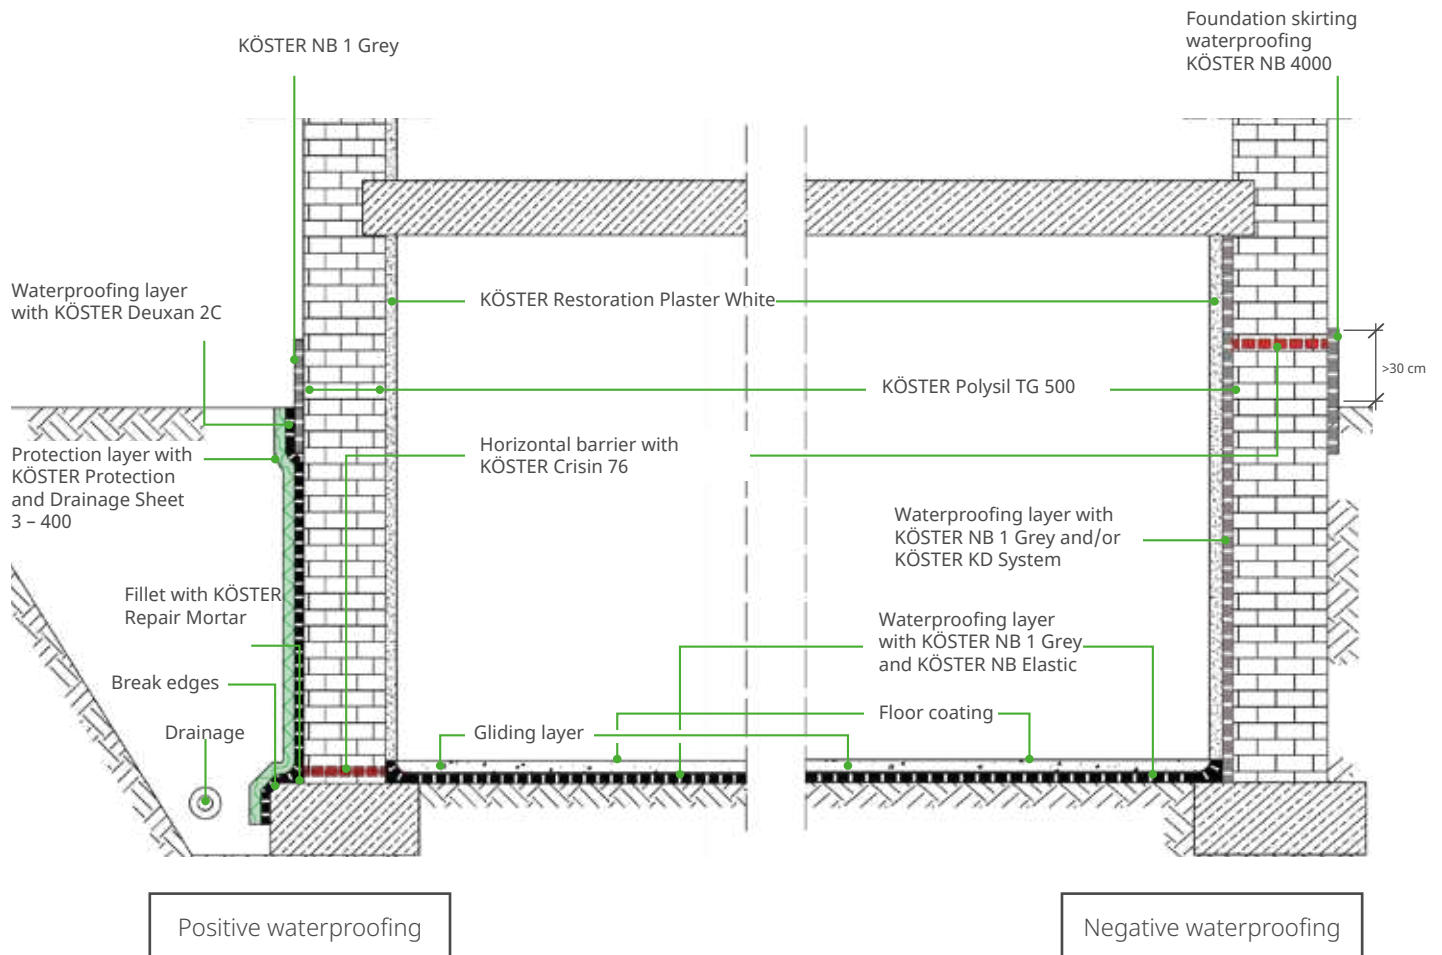 KÖSTER NB 1 Grey
Foundation skirting
waterproofing
KÖSTER NB 4000
Waterproofing layer
with KÖSTER Deuxan 2C
KÖSTER Restoration Plaster White
>30 cm
KÖSTER Polysil TG 500
Protection layer with
KÖSTER Protection
and Drainage Sheet
3 – 400
Horizontal barrier with
KÖSTER Crisin 76
Waterproofing layer with
KÖSTER NB 1 Grey and/or
KÖSTER KD System
Fillet with KÖSTER
Repair Mortar
Waterproofing layer
with KÖSTER NB 1 Grey
and KÖSTER NB Elastic
Break edges
Floor coating
Drainage
Gliding layer
Positive waterproofing
Negative waterproofing